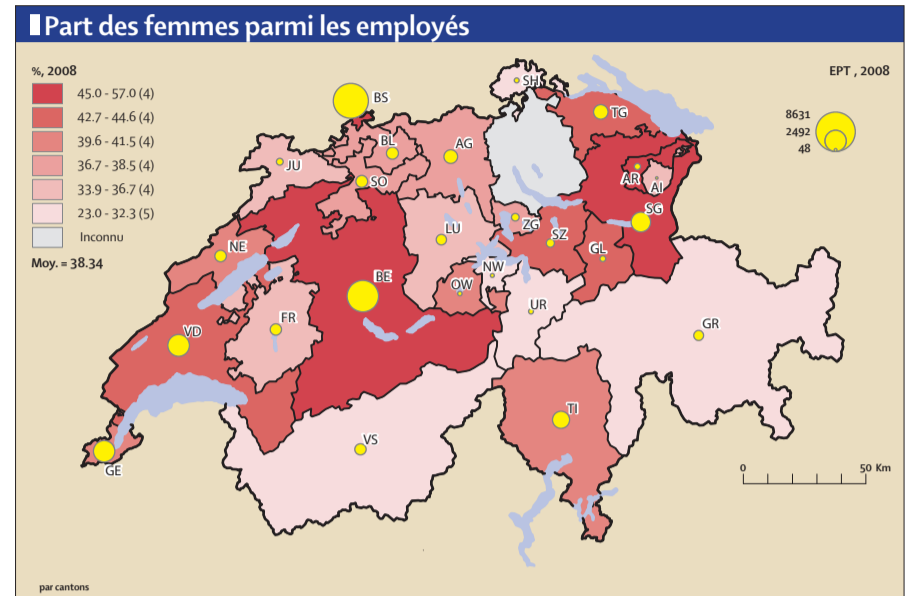 Part des femmes parmi les employés
%, 2008
45.0 - 57.0 (4)
42.7 - 44.6 (4)
39.6 - 41.5 (4)
36.7 - 38.5 (4)
33.9 - 36.7 (4)
23.0 - 32.3 (5)
Inconnu
Moy. = 38.34
EPT , 2008
8631
2492
48
SH
BS
TG
BL
AG
JU
SO
AR
AI
SG
ZG
LU
SZ
NE
GL
NW
BE
OW
UR
FR
GR
VD
TI
VS
GE
0
50 Km
par cantons